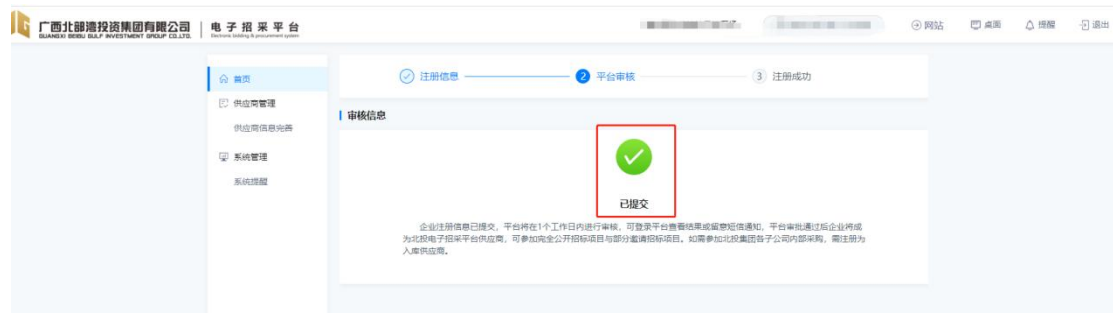 广西北部湾投资集团有限公司
GUANGXI BEIBU GULF INVESTMENT GROUP CO.,LTD.
电子招采平台
Electronic bidding & procurement system
网站
桌面
提醒
退出
首页
供应商管理
供应商信息完善
系统管理
系统提醒
注册信息
2 平台审核
3 注册成功
审核信息
已提交
企业注册信息已提交，平台将在1个工作日内进行审核，可登录平台查看结果或留意短信通知，平台审批通过后企业将成
为北投电子招采平台供应商，可参加完全公开招标项目与部分邀请招标项目。如需参加北投集团各子公司内部采购，需注册为
入库供应商。